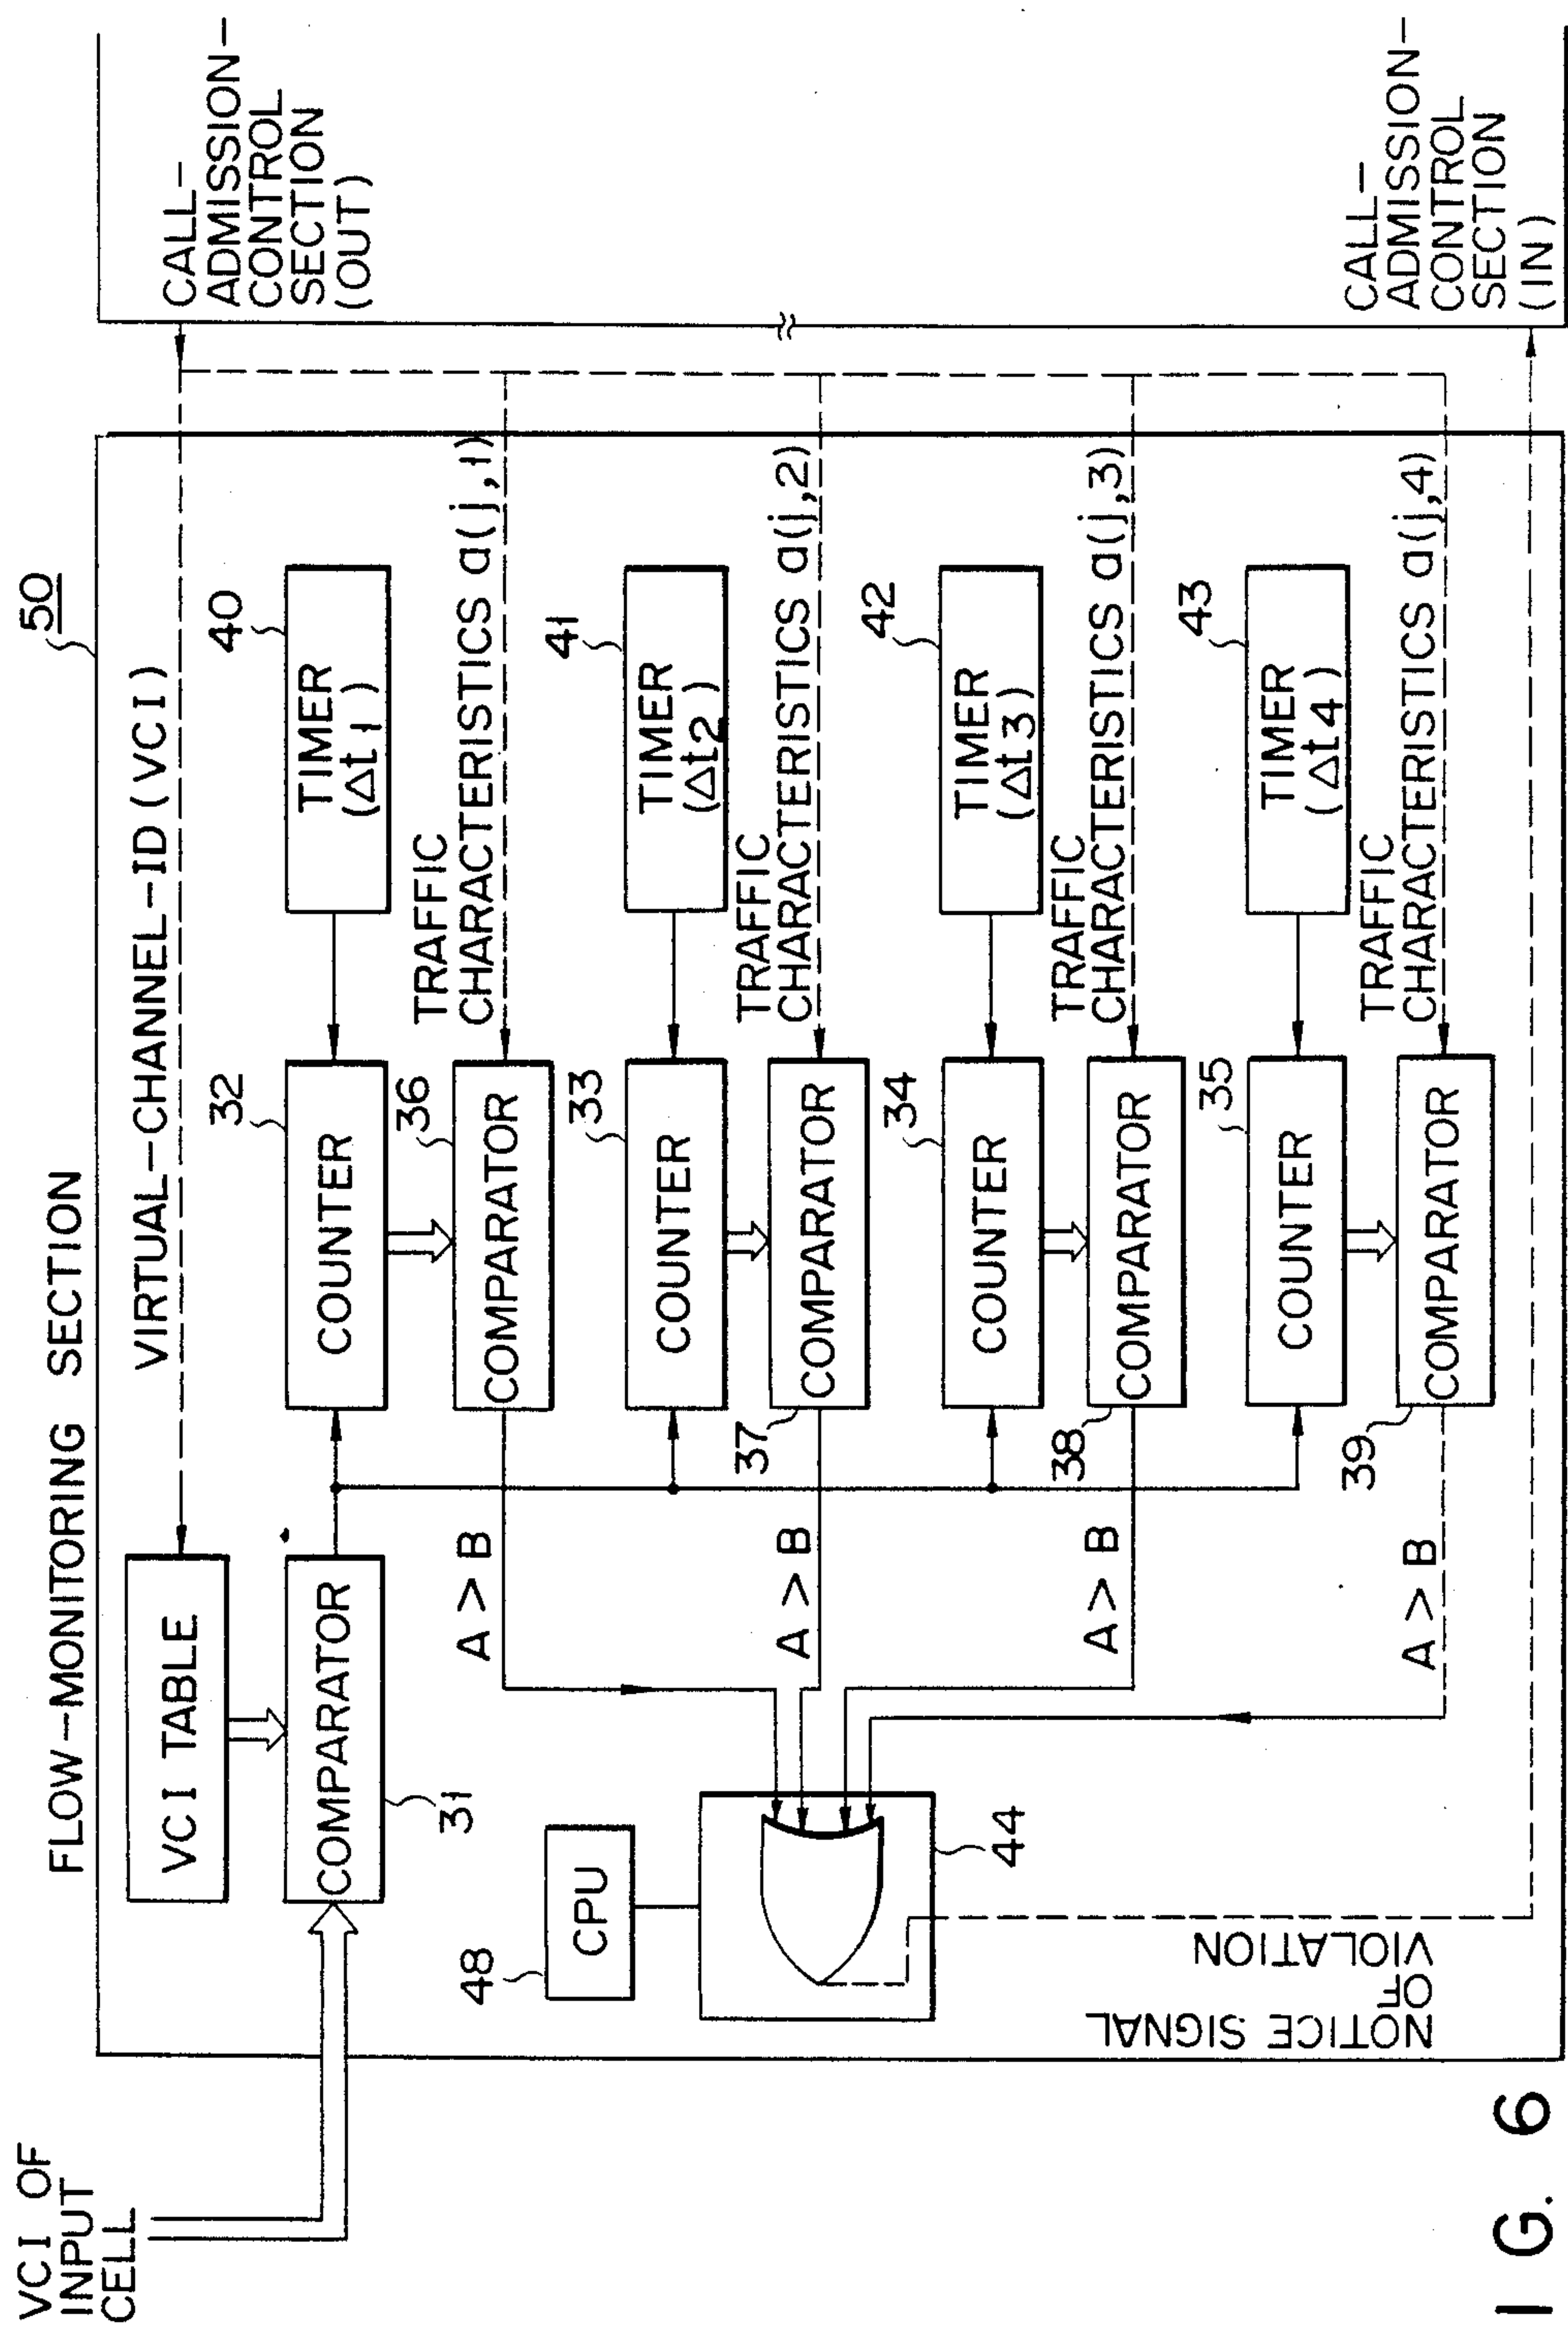 VCI OF
INPUT
CELL
FLOW-MONITORING SECTION
50
VCI TABLE
VIRTUAL-CHANNEL-ID (VCI)
CALL-
ADMISSION-
CONTROL
SECTION
(OUT)
COMPARATOR
31
32
COUNTER
40
TIMER
(Δt1)
36
COMPARATOR
TRAFFIC
CHARACTERISTICS a(j,1)
A > B
33
COUNTER
41
TIMER
(Δt2)
37
COMPARATOR
TRAFFIC
CHARACTERISTICS a(j,2)
A > B
34
COUNTER
42
TIMER
(Δt3)
38
COMPARATOR
TRAFFIC
CHARACTERISTICS a(j,3)
A > B
35
COUNTER
43
TIMER
(Δt4)
39
COMPARATOR
TRAFFIC
CHARACTERISTICS a(j,4)
A > B
48
CPU
44
NOTICE SIGNAL
OF
VIOLATION
CALL-
ADMISSION-
CONTROL
SECTION
(IN)
I G. 6